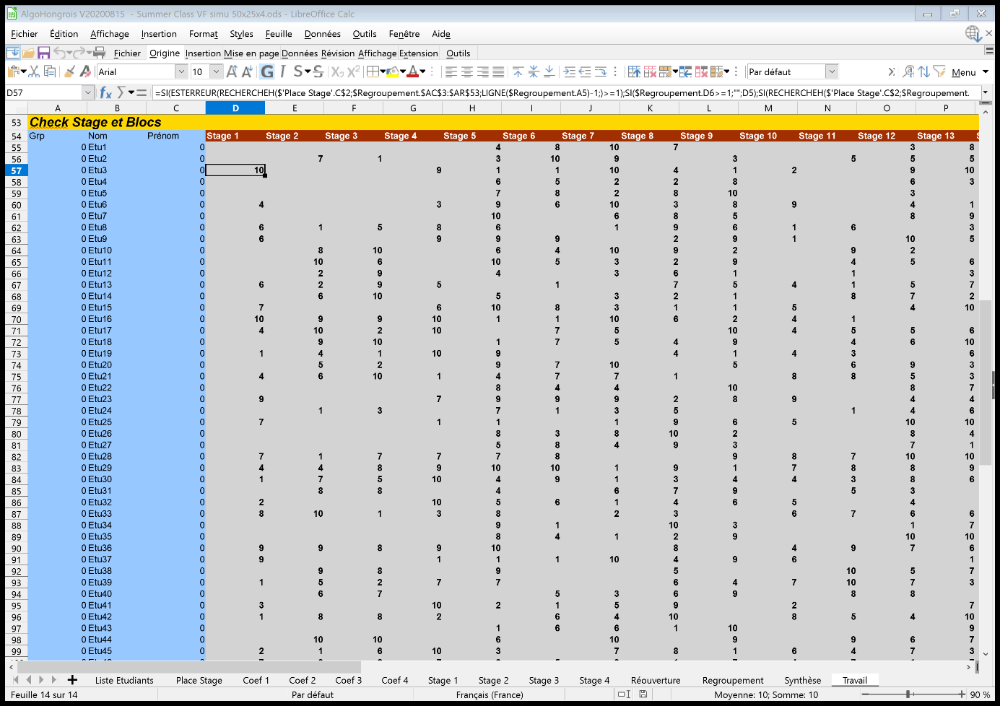 AlgoHongrois V20200815 - Summer Class VF simu 50x25x4.ods - LibreOffice Calc
Fichier Édition Affichage Insertion Format Styles Feuille Données Outils Fenêtre Aide
Fichier Origine Insertion Mise en page Données Révision Affichage Extension Outils
Arial 10 G I S S X₂ X² A Par défaut Menu
D57 fx Σ = =SI(ESTERREUR(RECHERCHEH($'Place Stage'.C$2;$Regroupement.$AC$3:$AR$53;LIGNE($Regroupement.A5)-1;)>=1);SI($Regroupement.D6>=1;"";D5);SI(RECHERCHEH($'Place Stage'.C$2;$Regroupement.
A B C D E F G H I J K L M N O P
53 Check Stage et Blocs
54 Grp Nom Prénom Stage 1 Stage 2 Stage 3 Stage 4 Stage 5 Stage 6 Stage 7 Stage 8 Stage 9 Stage 10 Stage 11 Stage 12 Stage 13
55 0 Etu1 0 4 8 10 7 3 8
56 0 Etu2 0 7 1 3 10 9 3 5 5 5
57 0 Etu3 0 10 9 1 1 10 4 1 2 9 10
58 0 Etu4 0 6 5 2 2 8 6 3
59 0 Etu5 0 7 8 2 8 10 3
60 0 Etu6 0 4 3 9 6 10 3 8 9 4 1
61 0 Etu7 0 10 6 8 5 8 9
62 0 Etu8 0 6 1 5 8 6 1 9 6 1 6 3
63 0 Etu9 0 6 9 9 9 2 9 1 10 5
64 0 Etu10 0 8 10 6 4 10 9 2 9 2
65 0 Etu11 0 10 6 10 5 3 2 9 4 5 6
66 0 Etu12 0 2 9 4 3 6 1 1 3
67 0 Etu13 0 6 2 9 5 1 7 5 4 1 5 7
68 0 Etu14 0 6 10 5 3 2 1 8 7 2
69 0 Etu15 0 7 6 10 8 3 1 1 5 4 10
70 0 Etu16 0 10 9 9 10 1 1 10 6 2 4 1
71 0 Etu17 0 4 10 2 10 7 5 10 4 5 5 6
72 0 Etu18 0 9 10 1 7 5 4 9 4 6 10
73 0 Etu19 0 1 4 1 10 9 4 1 4 3 6
74 0 Etu20 0 5 2 9 7 10 5 6 9 3
75 0 Etu21 0 4 6 10 1 4 7 7 1 8 8 5 3
76 0 Etu22 0 8 4 4 10 8 7
77 0 Etu23 0 9 7 9 9 9 2 8 9 4 4
78 0 Etu24 0 1 3 7 1 3 5 1 4 6
79 0 Etu25 0 7 1 1 1 9 6 5 10 10
80 0 Etu26 0 8 3 8 10 2 8 4
81 0 Etu27 0 5 8 4 9 3 7 1
82 0 Etu28 0 7 1 7 7 7 8 9 8 7 10 10
83 0 Etu29 0 4 4 8 9 10 10 1 9 1 7 8 8 9
84 0 Etu30 0 1 7 5 10 4 9 1 3 4 4 3 8 6
85 0 Etu31 0 8 8 4 6 7 9 5 3
86 0 Etu32 0 2 10 5 6 1 4 6 5 4
87 0 Etu33 0 8 10 1 3 8 2 3 6 7 6 6
88 0 Etu34 0 9 1 10 3 1 7
89 0 Etu35 0 8 4 1 2 9 10 10
90 0 Etu36 0 9 9 8 9 10 8 4 9 7 6
91 0 Etu37 0 9 1 1 1 10 4 9 6 1
92 0 Etu38 0 9 8 9 5 10 5 7
93 0 Etu39 0 1 5 2 7 7 6 4 7 10 7 3
94 0 Etu40 0 6 7 5 3 6 9 8 8
95 0 Etu41 0 3 10 2 1 5 9 2 7
96 0 Etu42 0 1 8 8 2 6 4 10 8 5 4 10
97 0 Etu43 0 1 6 6 1 10 9
98 0 Etu44 0 10 10 6 10 9 9 6 7
99 0 Etu45 0 2 1 6 10 3 7 8 1 6 4 7 3
Liste Etudiants Place Stage Coef 1 Coef 2 Coef 3 Coef 4 Stage 1 Stage 2 Stage 3 Stage 4 Réouverture Regroupement Synthèse Travail
Feuille 14 sur 14 Par défaut Français (France) Moyenne: 10; Somme: 10 90 %